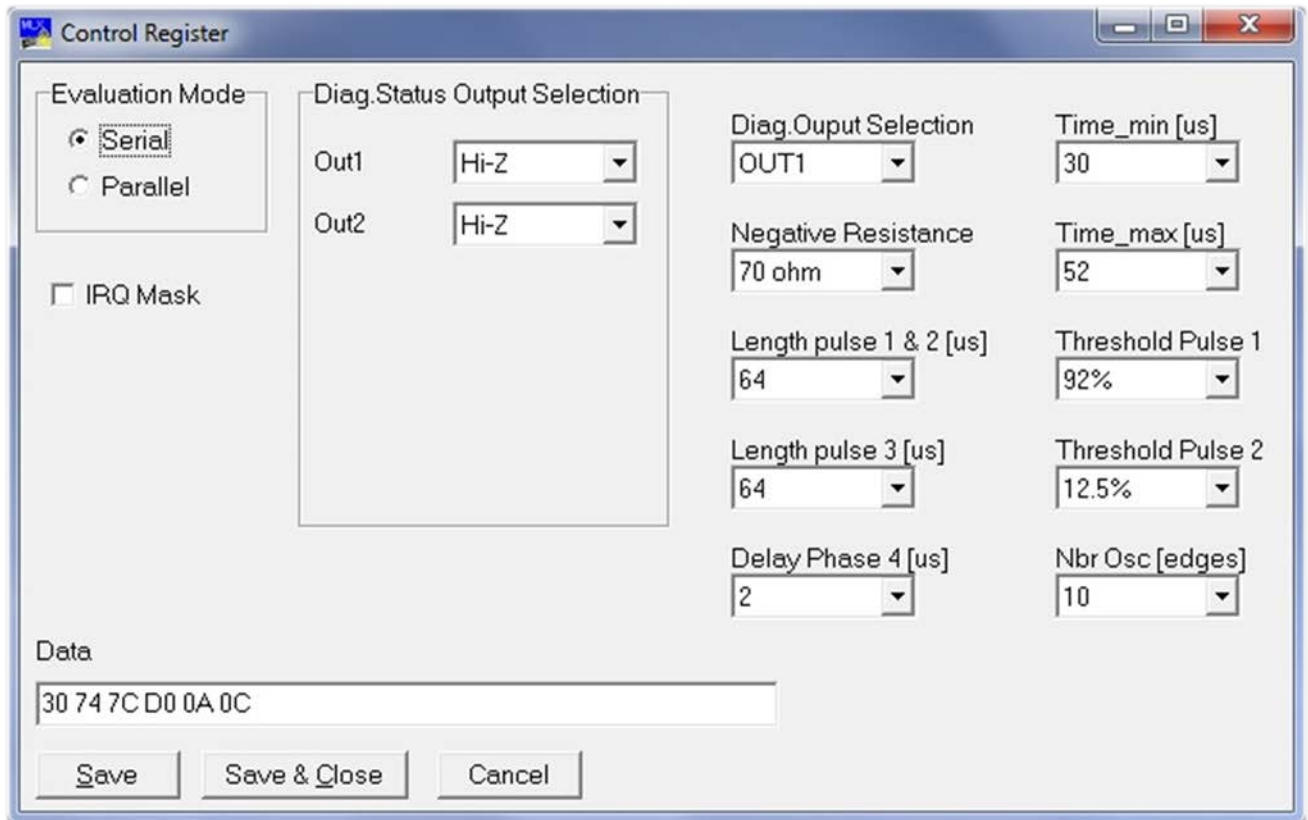 MLX
Control Register
Evaluation Mode
Serial
Parallel
IRQ Mask
Diag.Status Output Selection
Out1 Hi-Z
Out2 Hi-Z
Diag.Ouput Selection
OUT1
Negative Resistance
70 ohm
Length pulse 1 & 2 [us]
64
Length pulse 3 [us]
64
Delay Phase 4 [us]
2
Time_min [us]
30
Time_max [us]
52
Threshold Pulse 1
92%
Threshold Pulse 2
12.5%
Nbr Osc [edges]
10
Data
30 74 7C D0 0A 0C
Save Save & Close Cancel